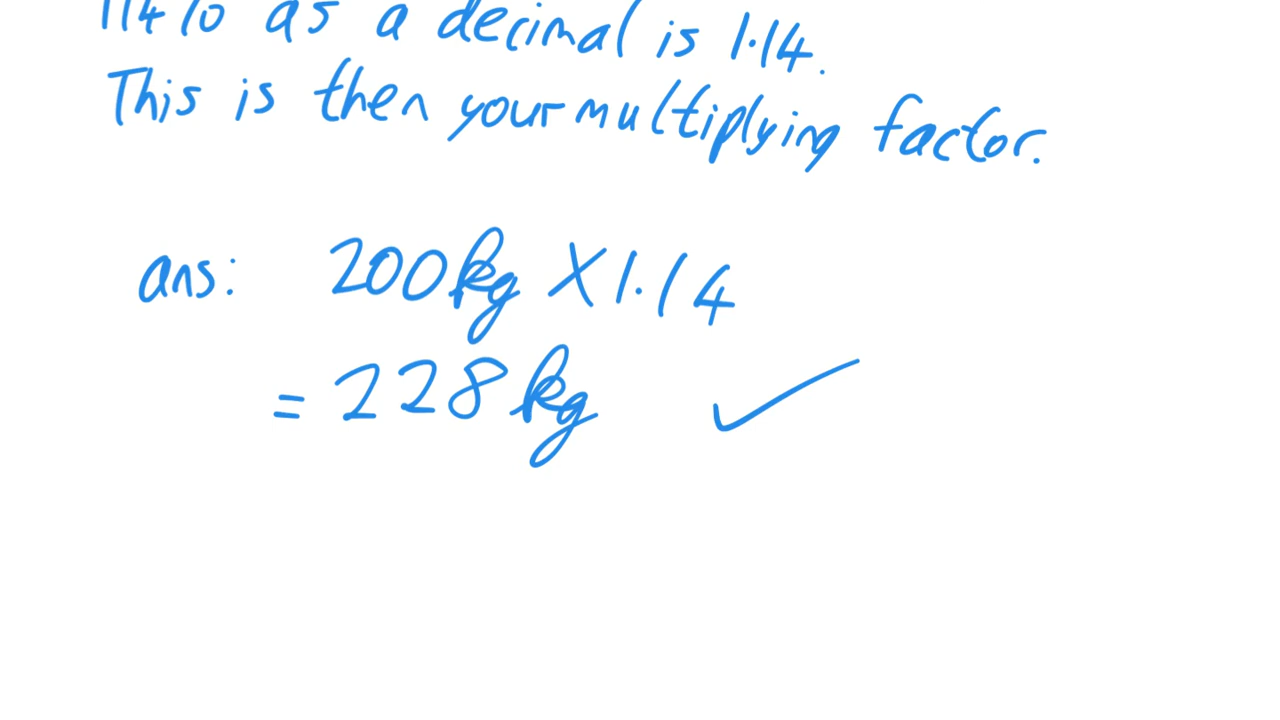 114% as a decimal is 1.14.
This is then your multiplying factor.
ans: 200kg X 1.14
= 228kg ✓